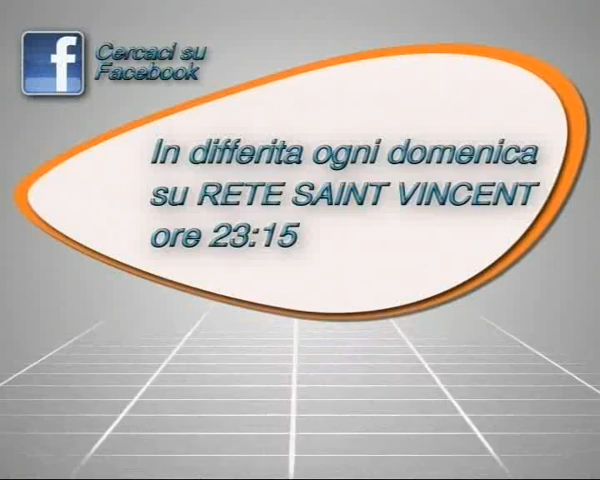 Cercaci su
Facebook
In differita ogni domenica
su RETE SAINT VINCENT
ore 23:15